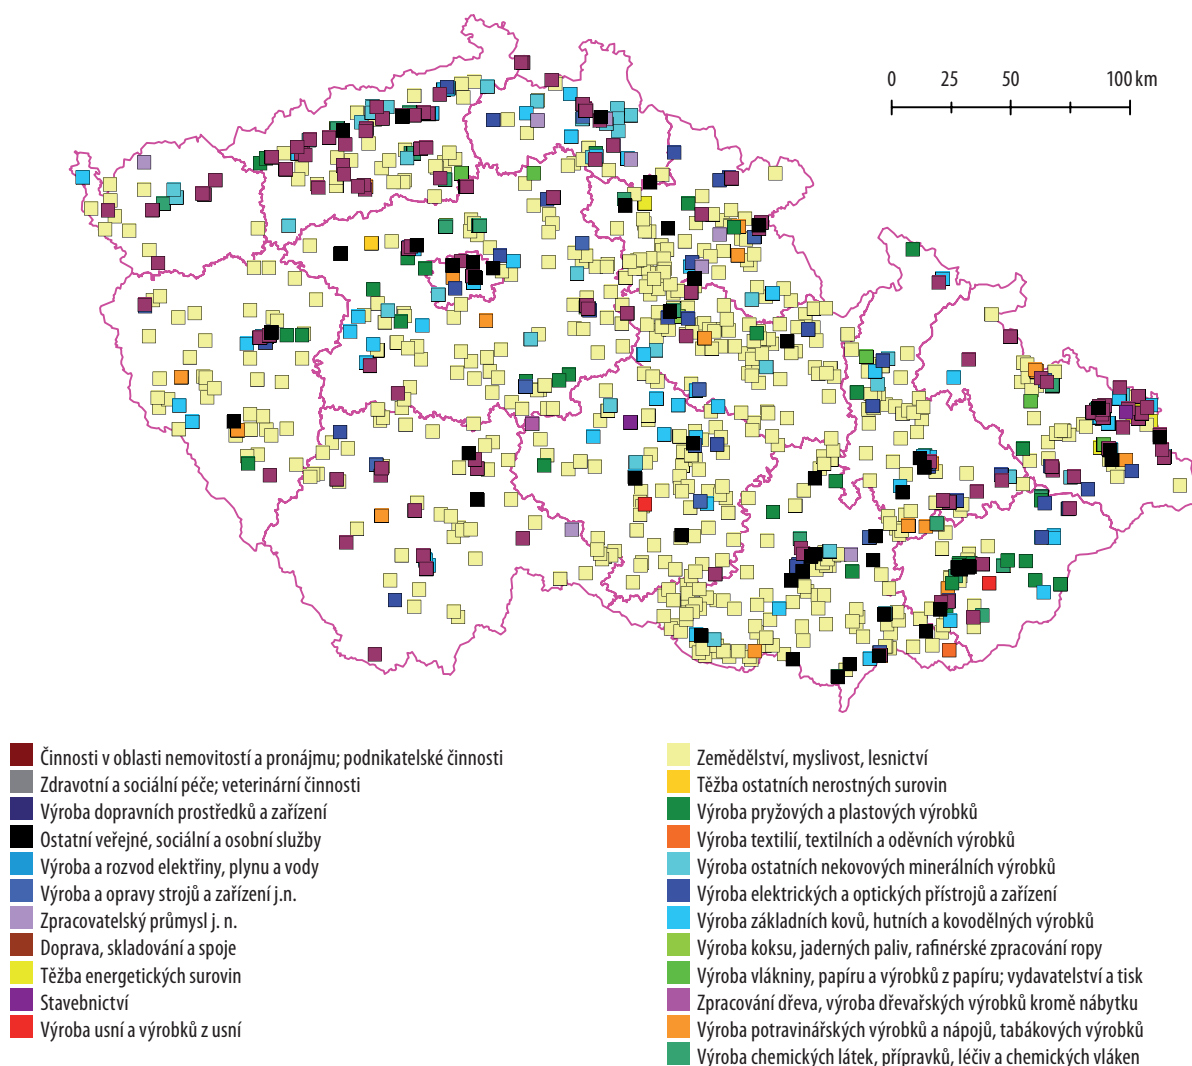 0 25 50 100 km
Činnosti v oblasti nemovitostí a pronájmu; podnikatelské činnosti
Zdravotní a sociální péče; veterinární činnosti
Výroba dopravních prostředků a zařízení
Ostatní veřejné, sociální a osobní služby
Výroba a rozvod elektřiny, plynu a vody
Výroba a opravy strojů a zařízení j.n.
Zpracovatelský průmysl j. n.
Doprava, skladování a spoje
Těžba energetických surovin
Stavebnictví
Výroba usní a výrobků z usní
Zemědělství, myslivost, lesnictví
Těžba ostatních nerostných surovin
Výroba pryžových a plastových výrobků
Výroba textilií, textilních a oděvních výrobků
Výroba ostatních nekovových minerálních výrobků
Výroba elektrických a optických přístrojů a zařízení
Výroba základních kovů, hutních a kovodělných výrobků
Výroba koksu, jaderných paliv, rafinérské zpracování ropy
Výroba vlákniny, papíru a výrobků z papíru; vydavatelství a tisk
Zpracování dřeva, výroba dřevařských výrobků kromě nábytku
Výroba potravinářských výrobků a nápojů, tabákových výrobků
Výroba chemických látek, přípravků, léčiv a chemických vláken